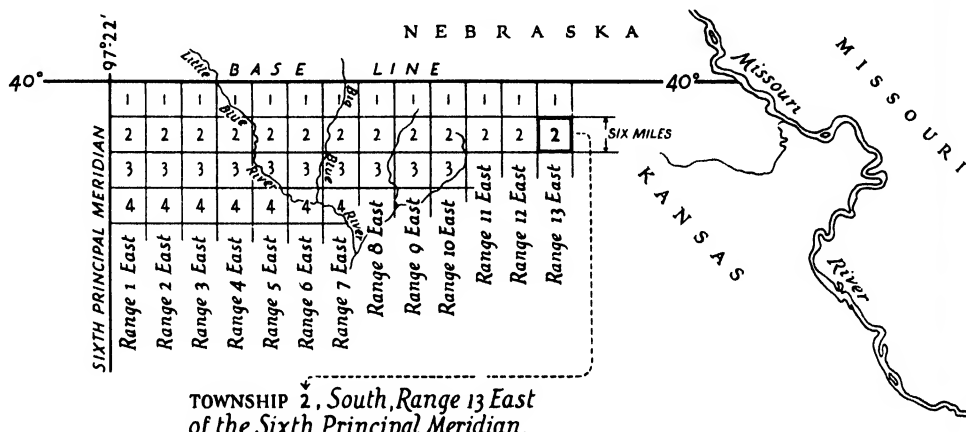 NEBRASKA
97°22'
40°
BASE LINE
40°
Little
Blue
River
Big
Blue
River
Missouri
River
MISSOURI
KANSAS
1 1 1 1 1 1 1 1 1 1 1 1 1
2 2 2 2 2 2 2 2 2 2 2 2 2
SIX MILES
3 3 3 3 3 3 3 3 3 3
4 4 4 4 4 4 4
SIXTH PRINCIPAL MERIDIAN
Range 1 East
Range 2 East
Range 3 East
Range 4 East
Range 5 East
Range 6 East
Range 7 East
Range 8 East
Range 9 East
Range 10 East
Range 11 East
Range 12 East
Range 13 East
TOWNSHIP 2, South, Range 13 East
of the Sixth Principal Meridian